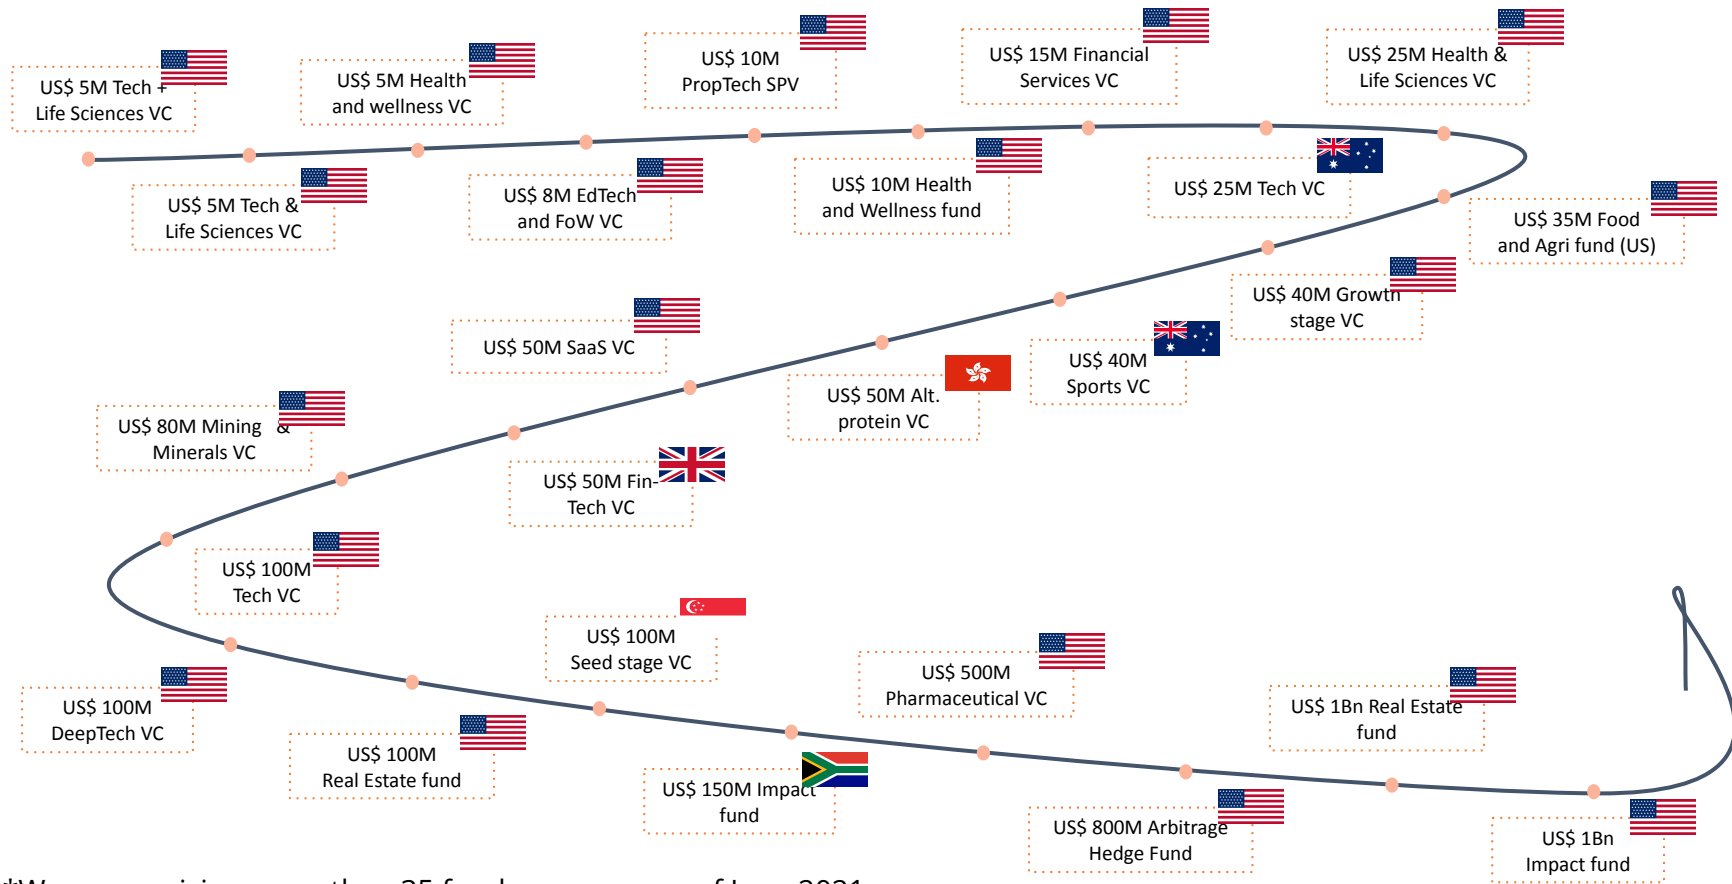 US$ 5M Tech +
Life Sciences VC
US$ 5M Tech &
Life Sciences VC
US$ 5M Health
and wellness VC
US$ 8M EdTech
and FoW VC
US$ 10M
PropTech SPV
US$ 10M Health
and Wellness fund
US$ 15M Financial
Services VC
US$ 25M Tech VC
US$ 25M Health &
Life Sciences VC
US$ 35M Food
and Agri fund (US)
US$ 40M Growth
stage VC
US$ 40M
Sports VC
US$ 50M Alt.
protein VC
US$ 50M SaaS VC
US$ 50M Fin-
Tech VC
US$ 80M Mining &
Minerals VC
US$ 100M
Tech VC
US$ 100M
DeepTech VC
US$ 100M
Real Estate fund
US$ 100M
Seed stage VC
US$ 150M Impact
fund
US$ 500M
Pharmaceutical VC
US$ 800M Arbitrage
Hedge Fund
US$ 1Bn Real Estate
fund
US$ 1Bn
Impact fund
than 25 fund of June 2021